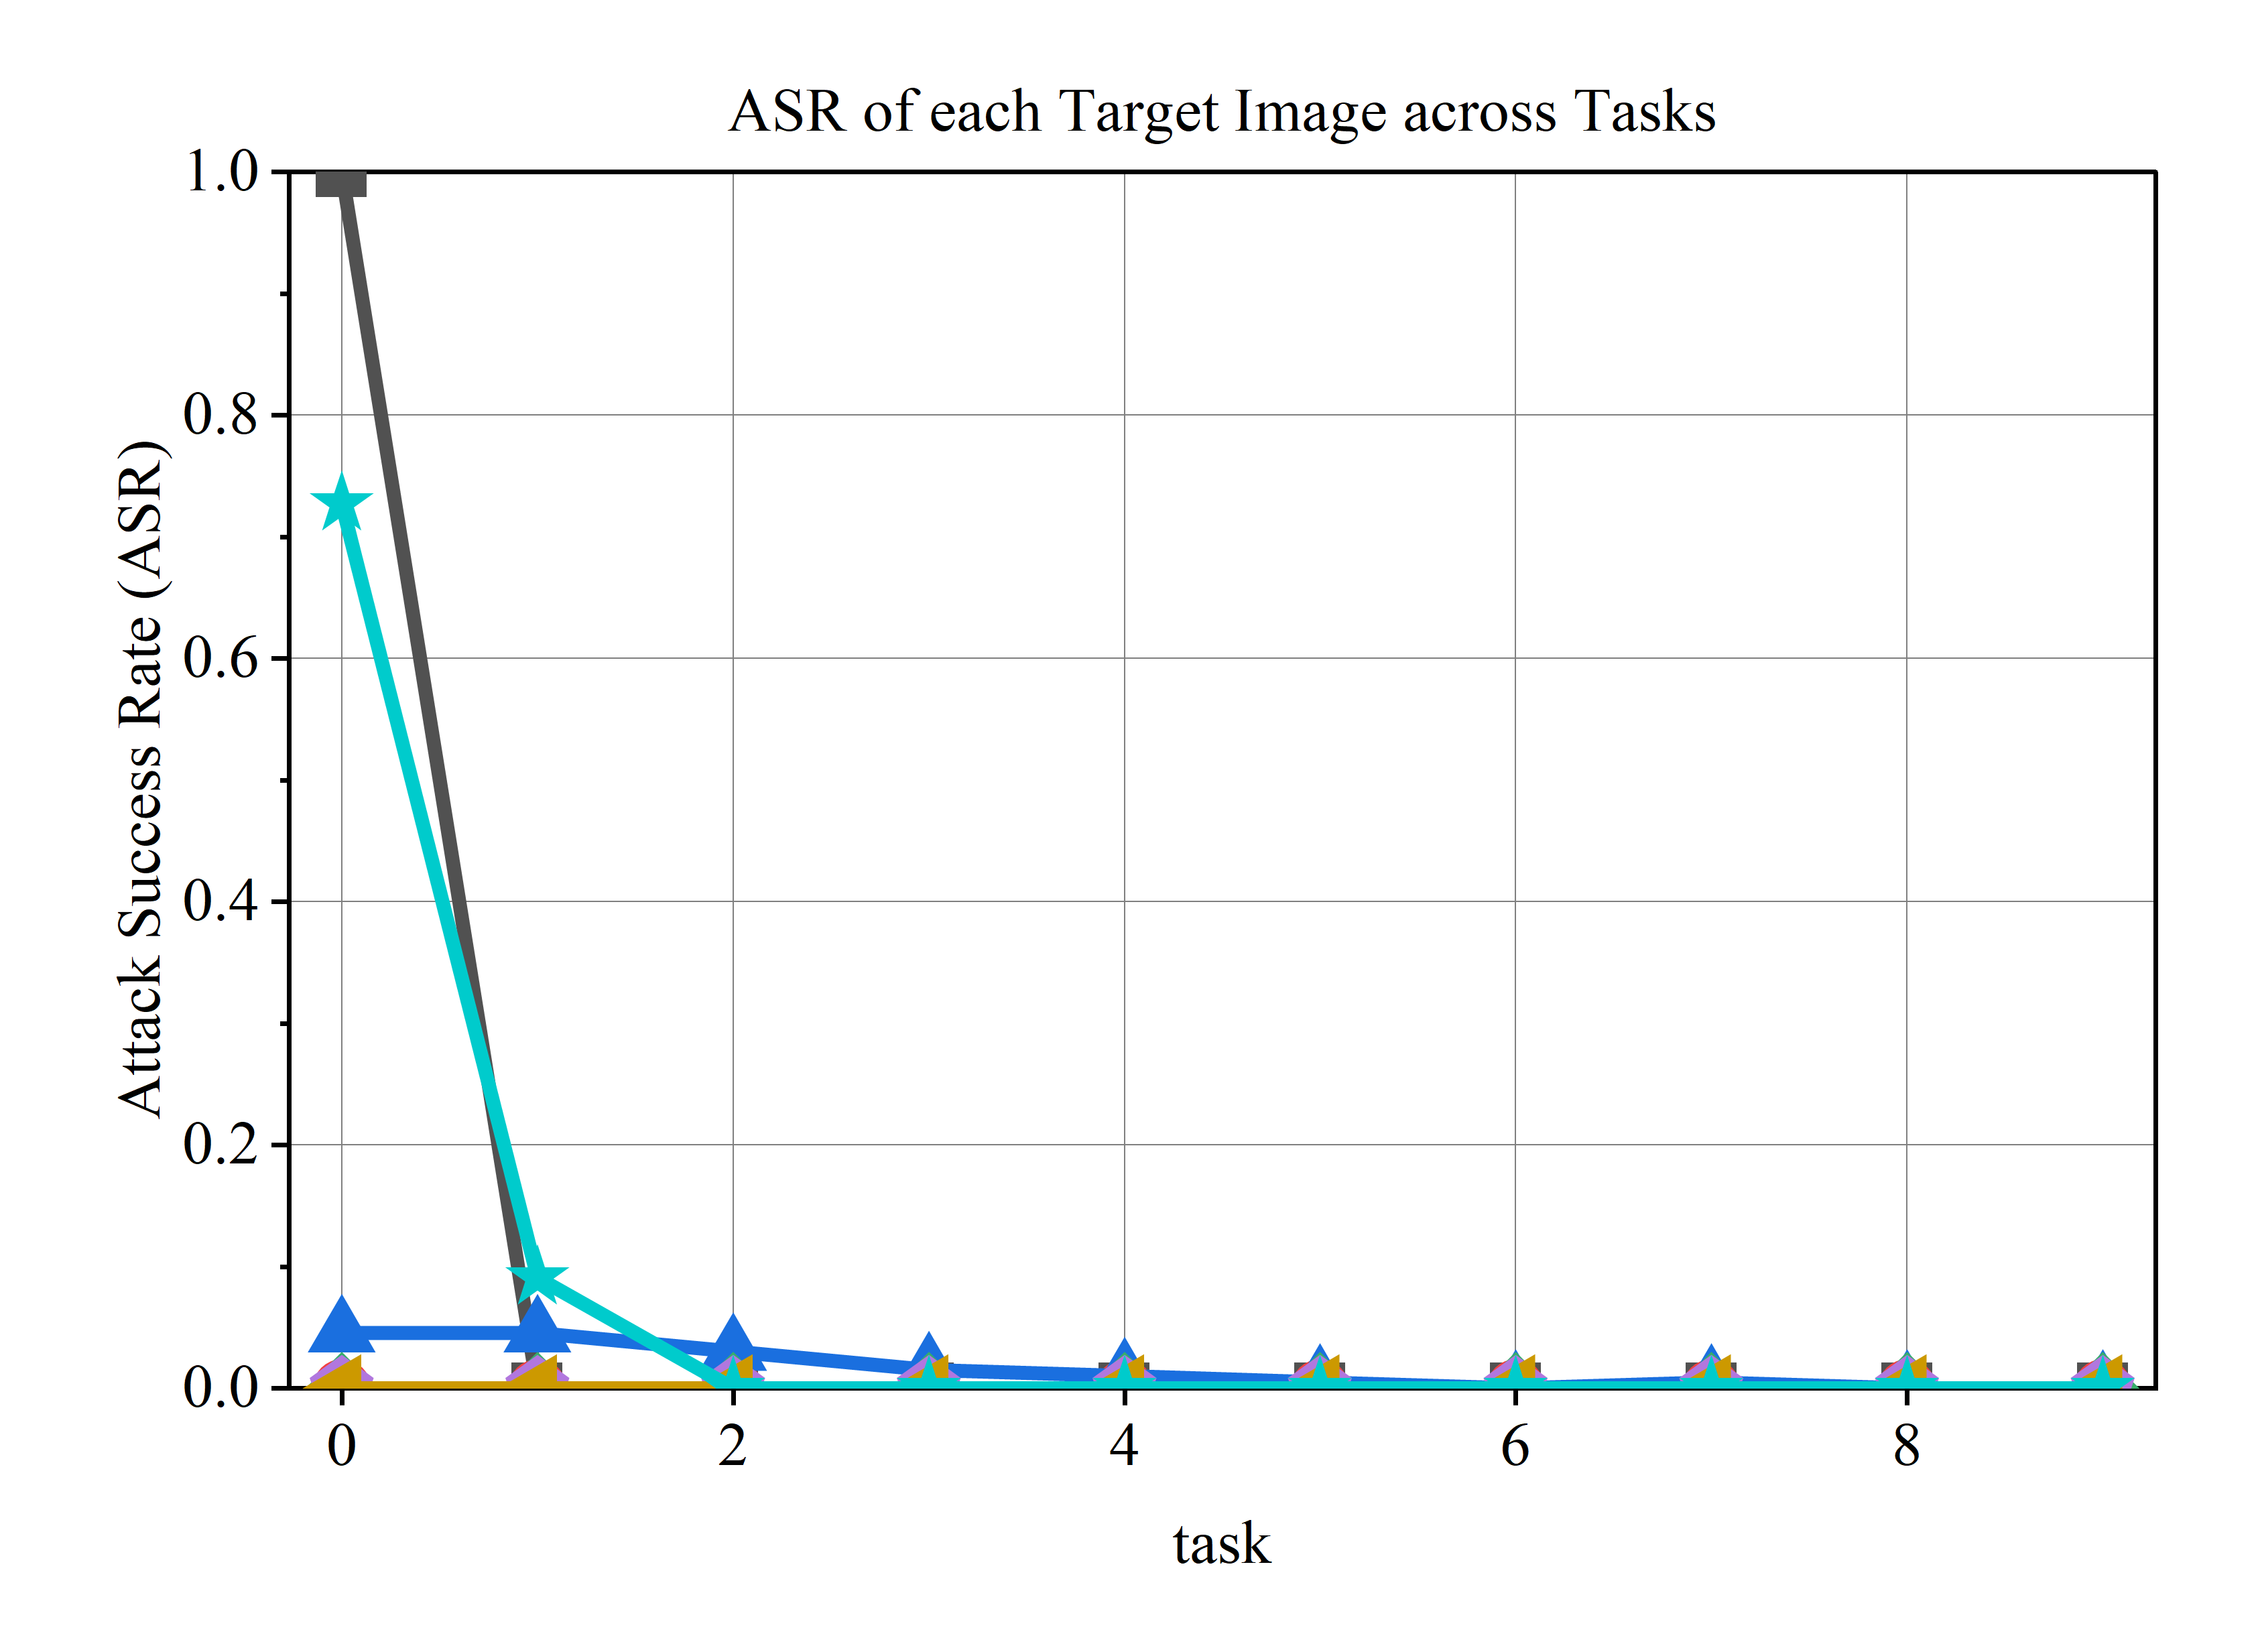 ASR of each Target Image across Tasks
Attack Success Rate (ASR)
1.0
0.8
0.6
0.4
0.2
0.0
0 2 4 6 8
task